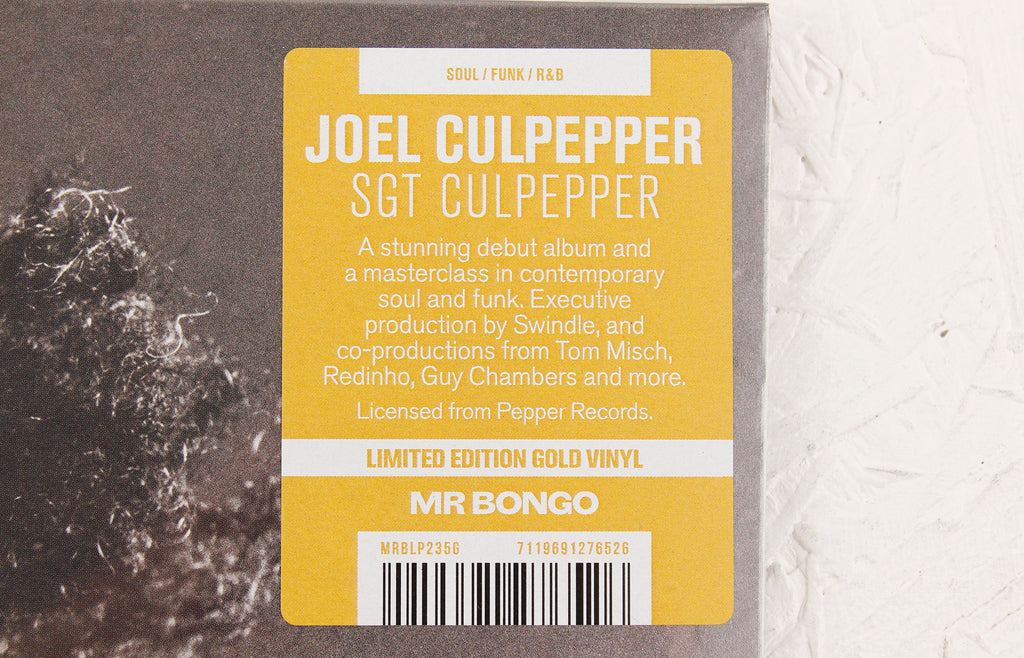 SOUL / FUNK / R&B
JOEL CULPEPPER
SGT CULPEPPER
A stunning debut album and
a masterclass in contemporary
soul and funk. Executive
production by Swindle, and
co-productions from Tom Misch,
Redinho, Guy Chambers and more.
Licensed from Pepper Records.
LIMITED EDITION GOLD VINYL
MR BONGO
MRBLP235G 7119691276526